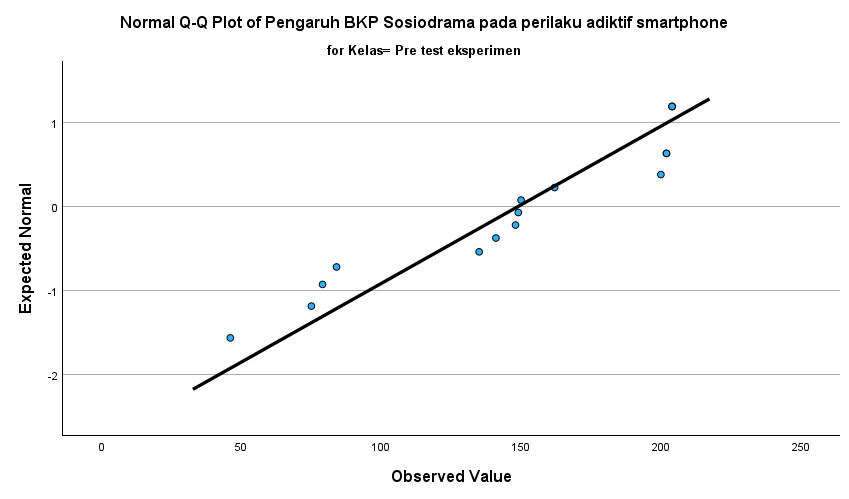 Normal Q-Q Plot of Pengaruh BKP Sosiodrama pada perilaku adiktif smartphone
for Kelas= Pre test eksperimen
Expected Normal
1
0
-1
-2
0 50 100 150 200 250
Observed Value